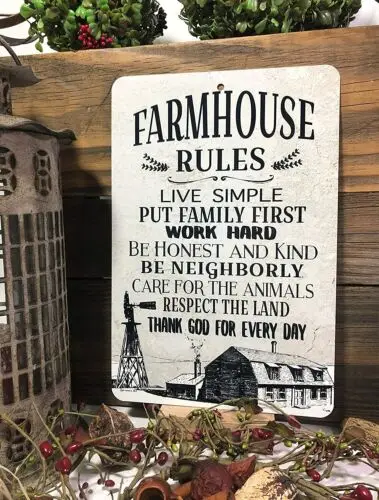 FARMHOUSE
RULES
LIVE SIMPLE
PUT FAMILY FIRST
WORK HARD
BE HONEST AND KIND
BE NEIGHBORLY
CARE FOR THE ANIMALS
RESPECT THE LAND
THANK GOD FOR EVERY DAY